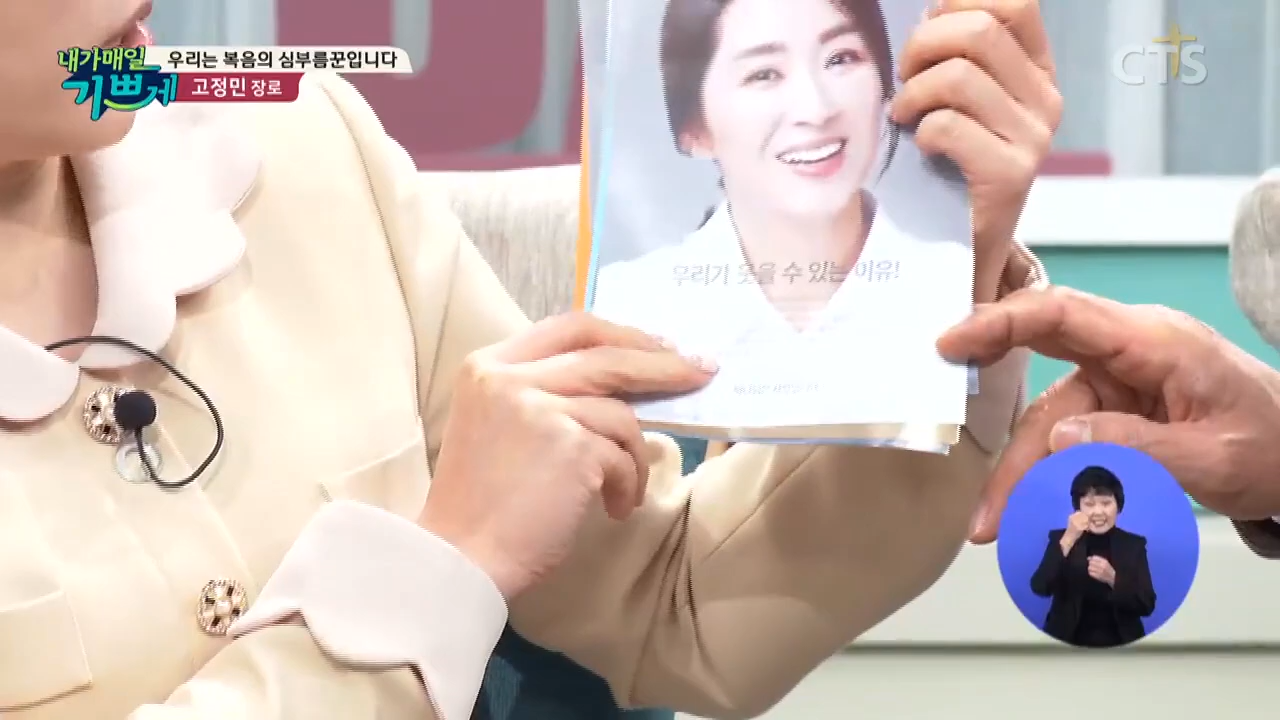 내가매일
기쁘게
우리는 복음의 심부름꾼입니다
고정민 장로
CTS
우리가 웃을 수 있는 이유!